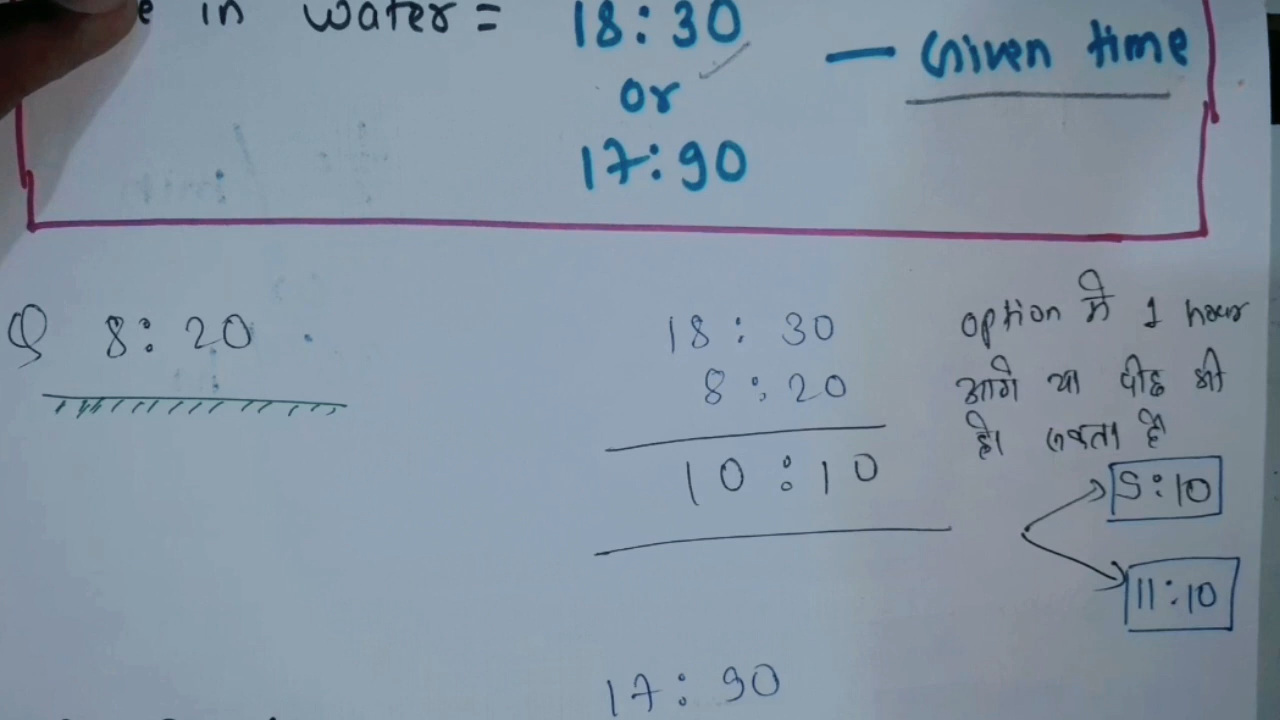 e in water = 18:30
— Given time
or
17:90
Q 8:20
18:30
8:20
10:10
option में 1 hour
आगे या पीछे भी
हो सकता है
9:10
11:10
17:90